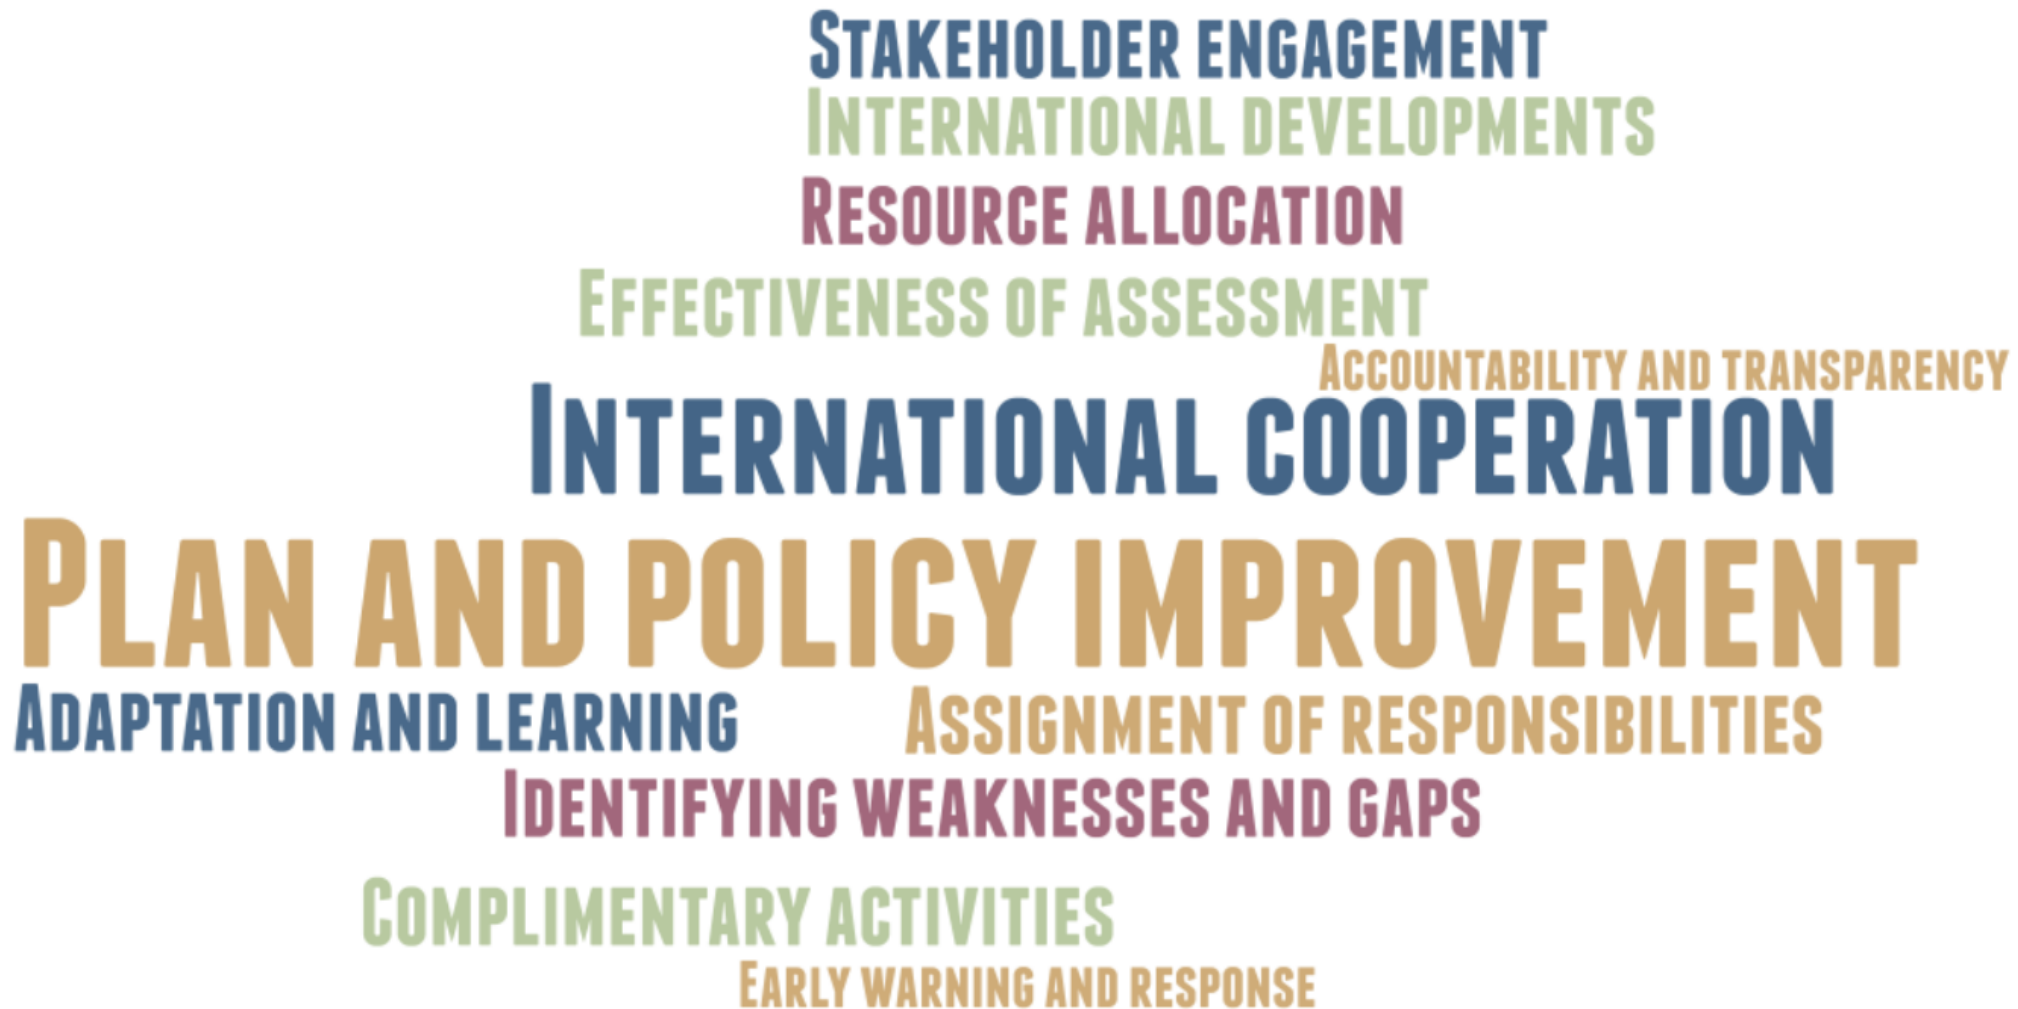 Stakeholder engagement
International developments
Resource allocation
Effectiveness of assessment
Accountability and transparency
International cooperation
Plan and policy improvement
Adaptation and learning
Assignment of responsibilities
Identifying weaknesses and gaps
Complimentary activities
Early warning and response